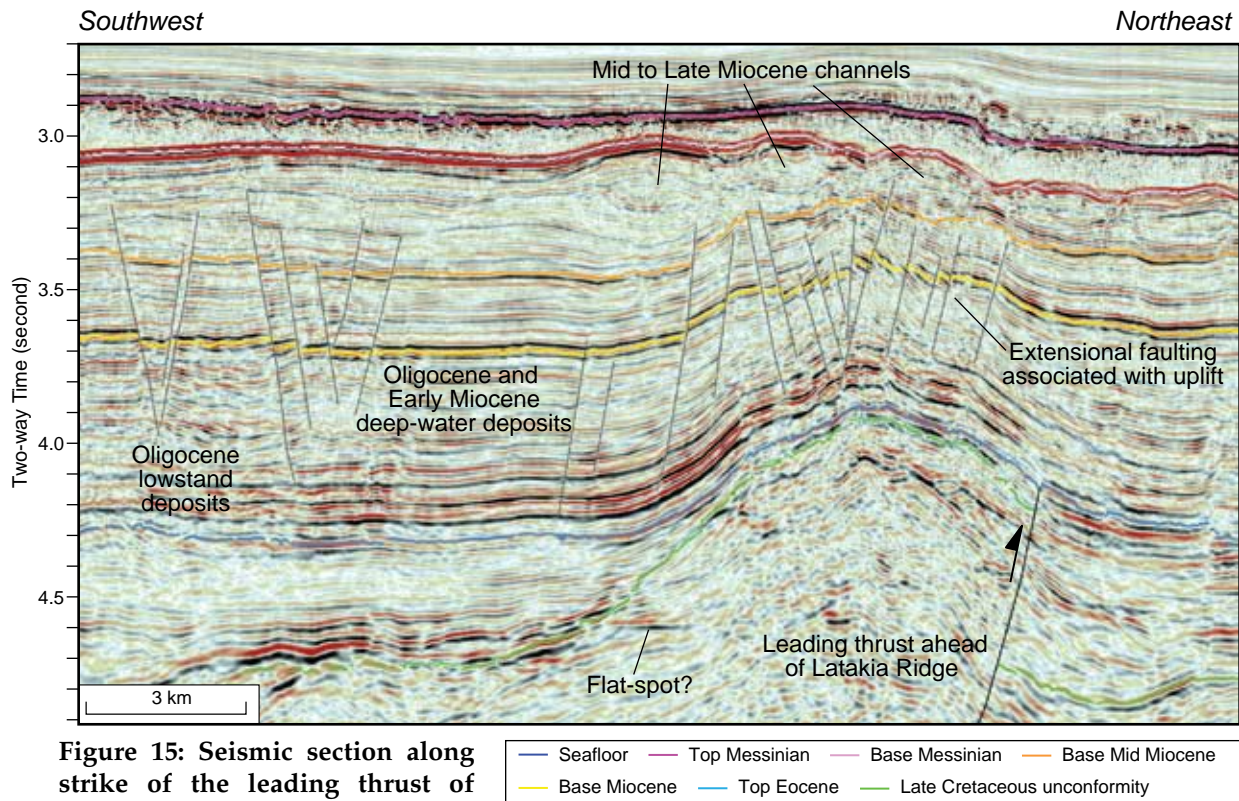 Southwest
Northeast
Mid to Late Miocene channels
3.0
3.5
Two-way Time (second)
4.0
4.5
Extensional faulting
associated with uplift
Oligocene and
Early Miocene
deep-water deposits
Oligocene
lowstand
deposits
Leading thrust ahead
of Latakia Ridge
Flat-spot?
3 km
Figure 15: Seismic section along
strike of the leading thrust of
Seafloor Top Messinian Base Messinian Base Mid Miocene
Base Miocene Top Eocene Late Cretaceous unconformity